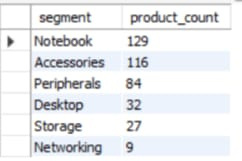 segment product_count
Notebook 129
Accessories 116
Peripherals 84
Desktop 32
Storage 27
Networking 9